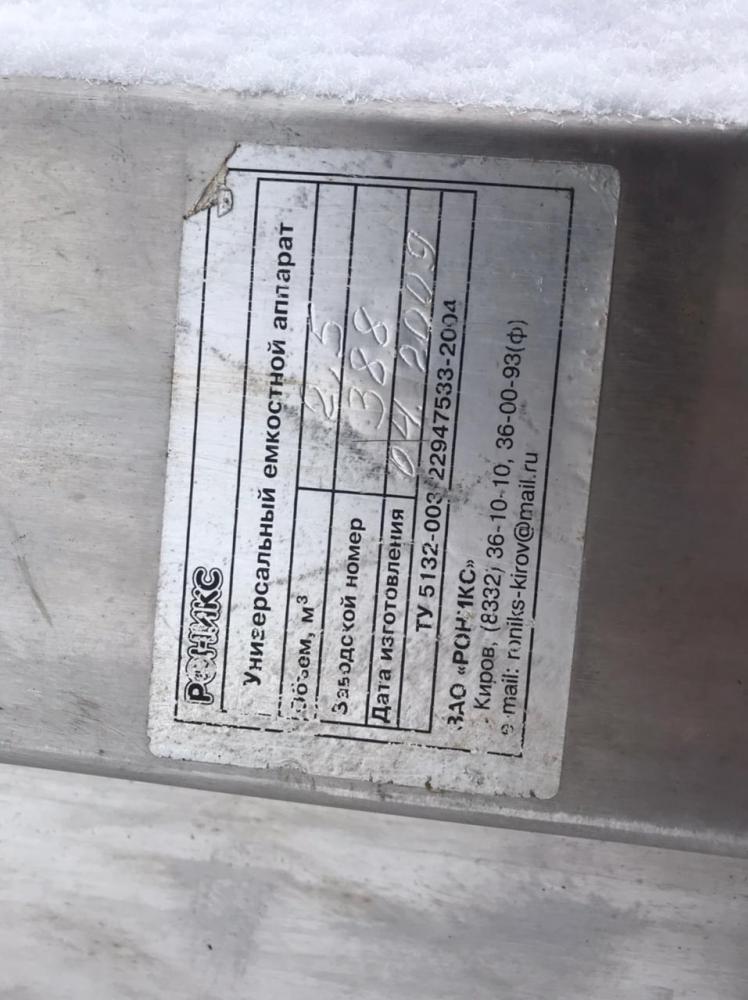 РОНИКС
Универсальный емкостной аппарат
Объем, м³ 2,5
Заводской номер 388
Дата изготовления 04. 2009
ТУ 5132-003-22947533-2004
ЗАО «РОНИКС»
г. Киров, (8332) 36-10-10, 36-00-93(ф)
e-mail: roniks-kirov@mail.ru